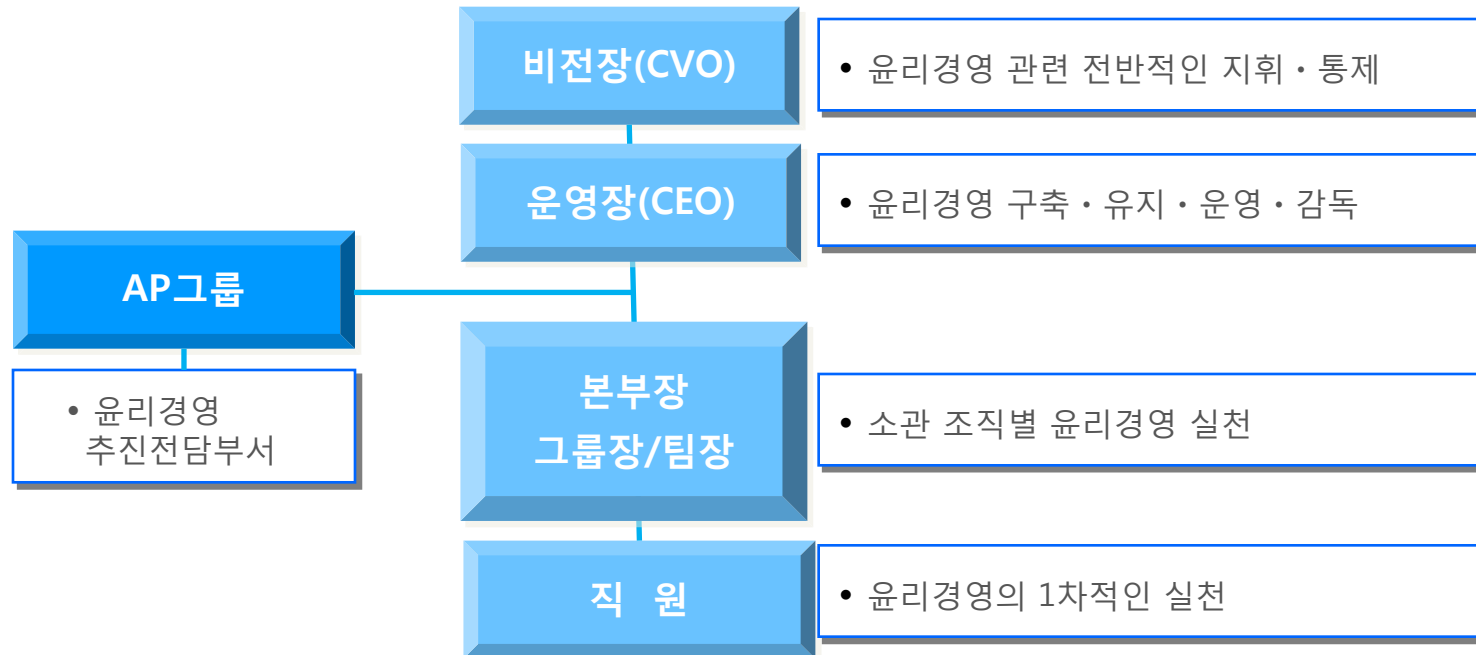 비전장(CVO)
• 윤리경영 관련 전반적인 지휘・통제
운영장(CEO)
• 윤리경영 구축・유지・운영・감독
AP그룹
• 윤리경영
추진전담부서
본부장
그룹장/팀장
• 소관 조직별 윤리경영 실천
직 원
• 윤리경영의 1차적인 실천